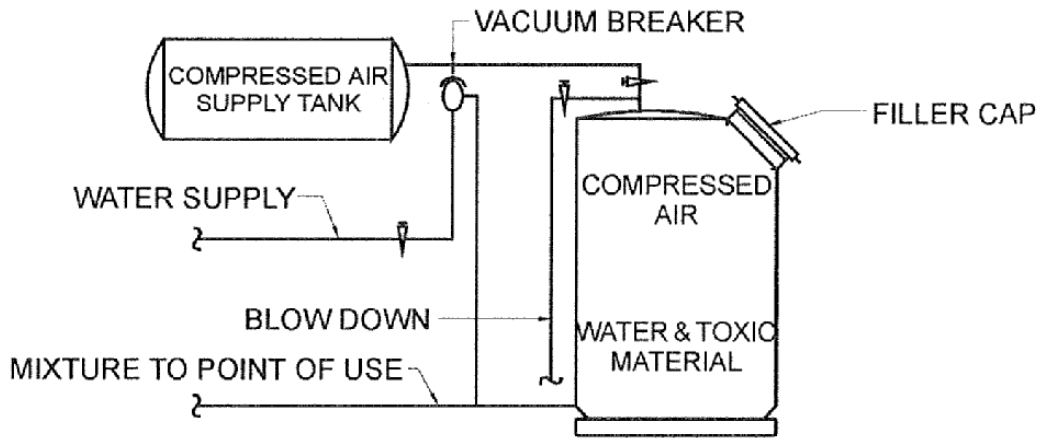 VACUUM BREAKER
COMPRESSED AIR
SUPPLY TANK
FILLER CAP
COMPRESSED
AIR
WATER SUPPLY
BLOW DOWN
WATER & TOXIC
MATERIAL
MIXTURE TO POINT OF USE